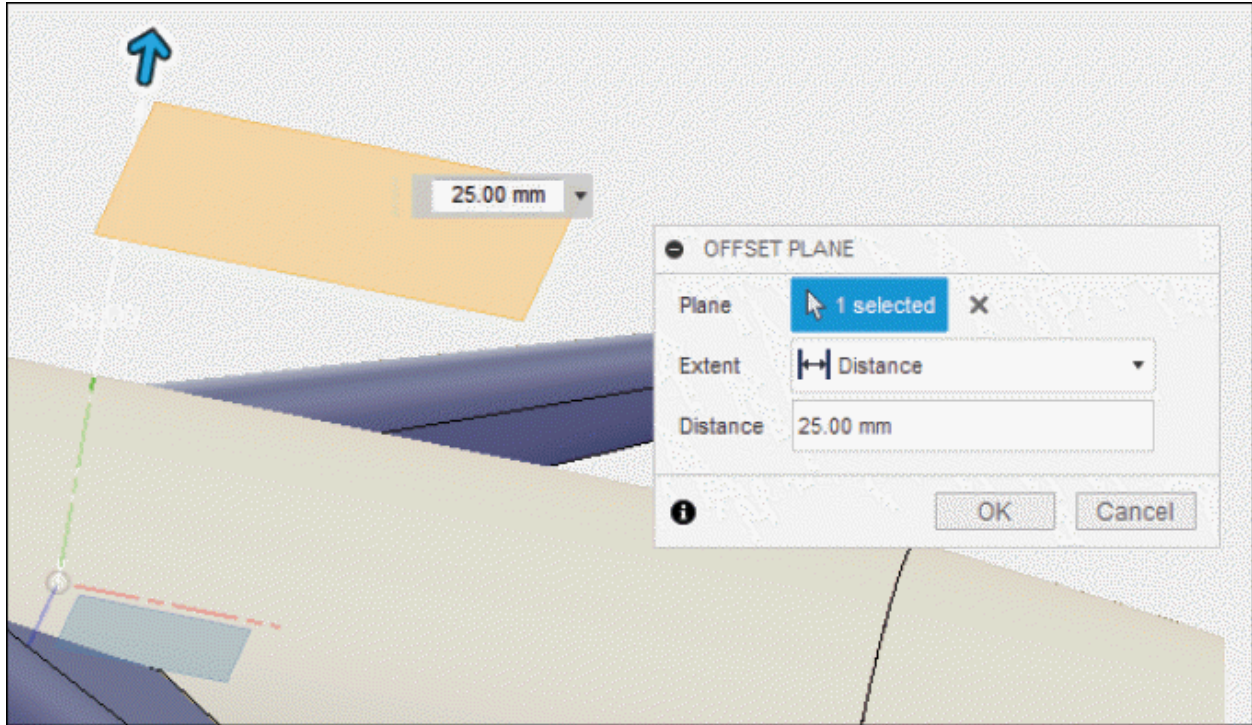 25.00 mm
OFFSET PLANE
Plane 1 selected
Extent Distance
Distance 25.00 mm
OK Cancel